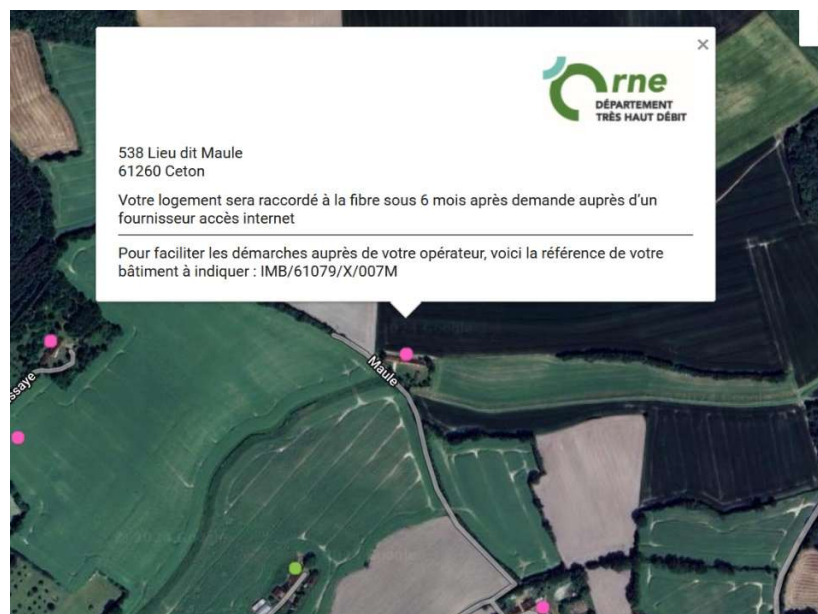 rne
DÉPARTEMENT
TRÈS HAUT DÉBIT
538 Lieu dit Maule
61260 Ceton
Votre logement sera raccordé à la fibre sous 6 mois après demande auprès d'un
fournisseur accès internet
Pour faciliter les démarches auprès de votre opérateur, voici la référence de votre
bâtiment à indiquer : IMB/61079/X/007M
Maule
ssaye